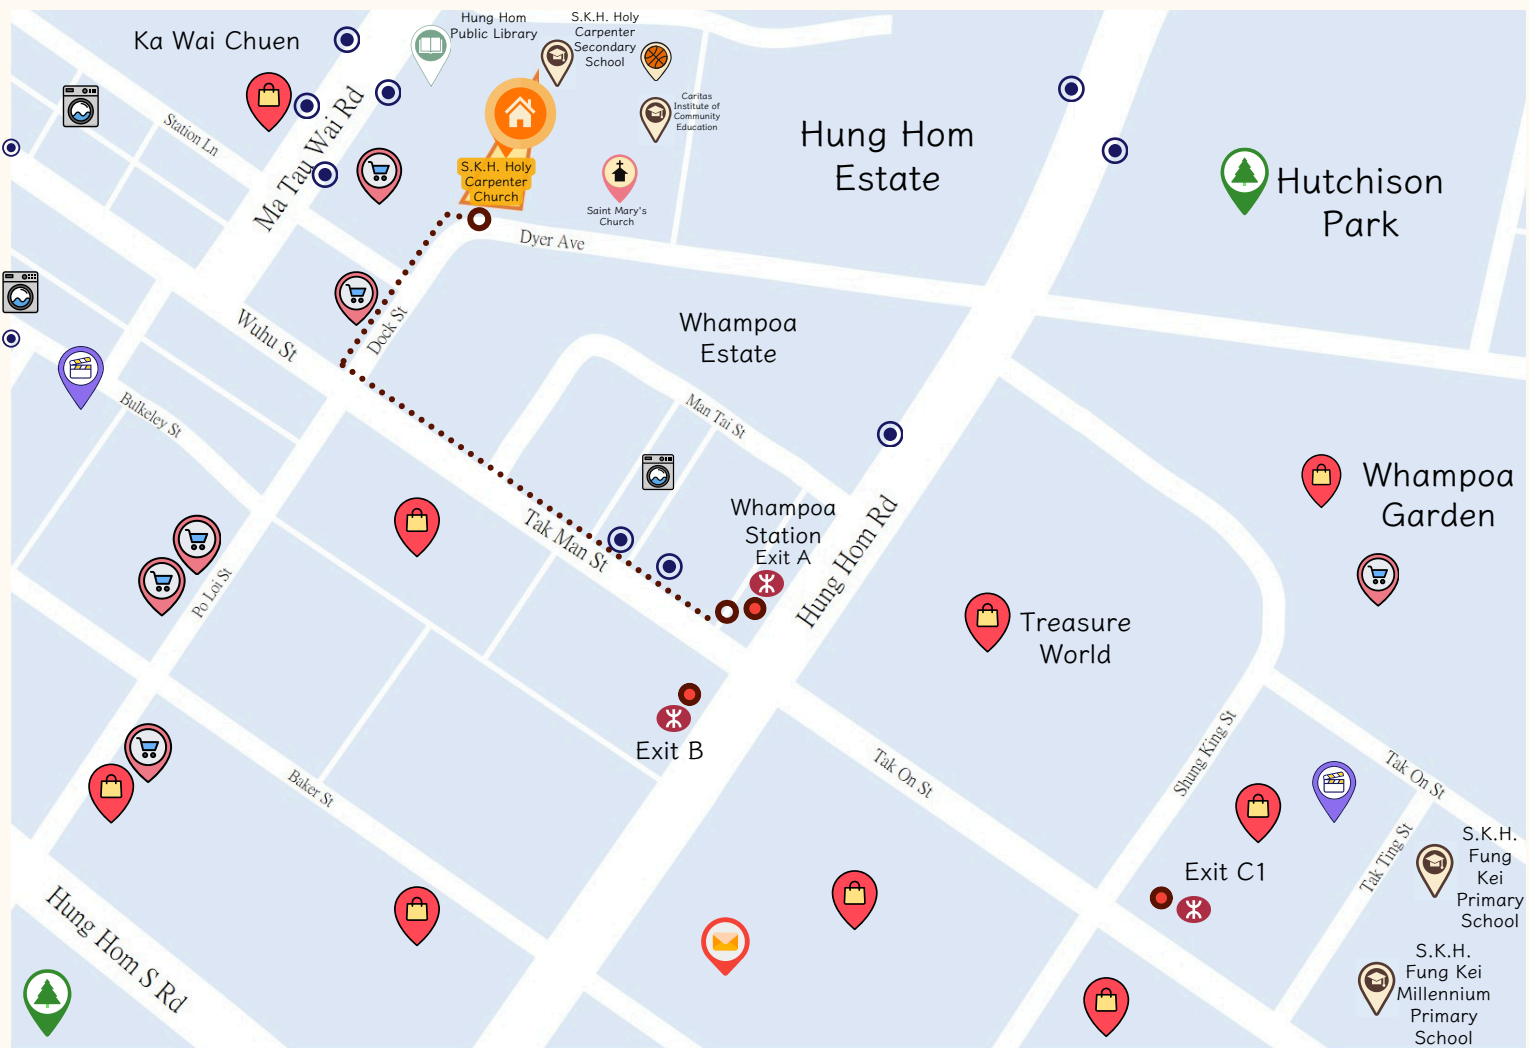 Hung Hom
Public Library
S.K.H. Holy
Carpenter
Secondary
School
Ka Wai Chuen
Caritas
Institute of
Community
Education
Station Ln
Ma Tau Wai Rd
Hung Hom
Estate
Hutchison
Park
S.K.H. Holy
Carpenter
Church
Saint Mary's
Church
Dyer Ave
Wuhu St
Dock St
Whampoa
Estate
Bulkeley St
Man Tai St
Whampoa
Garden
Whampoa
Station
Exit A
Tak Man St
Hung Hom Rd
Po Loi St
Treasure
World
Exit B
Shung King St
Tak On St
Tak On St
Baker St
Tak Ting St
S.K.H.
Fung
Kei
Primary
School
Exit C1
Hung Hom S Rd
S.K.H.
Fung Kei
Millennium
Primary
School